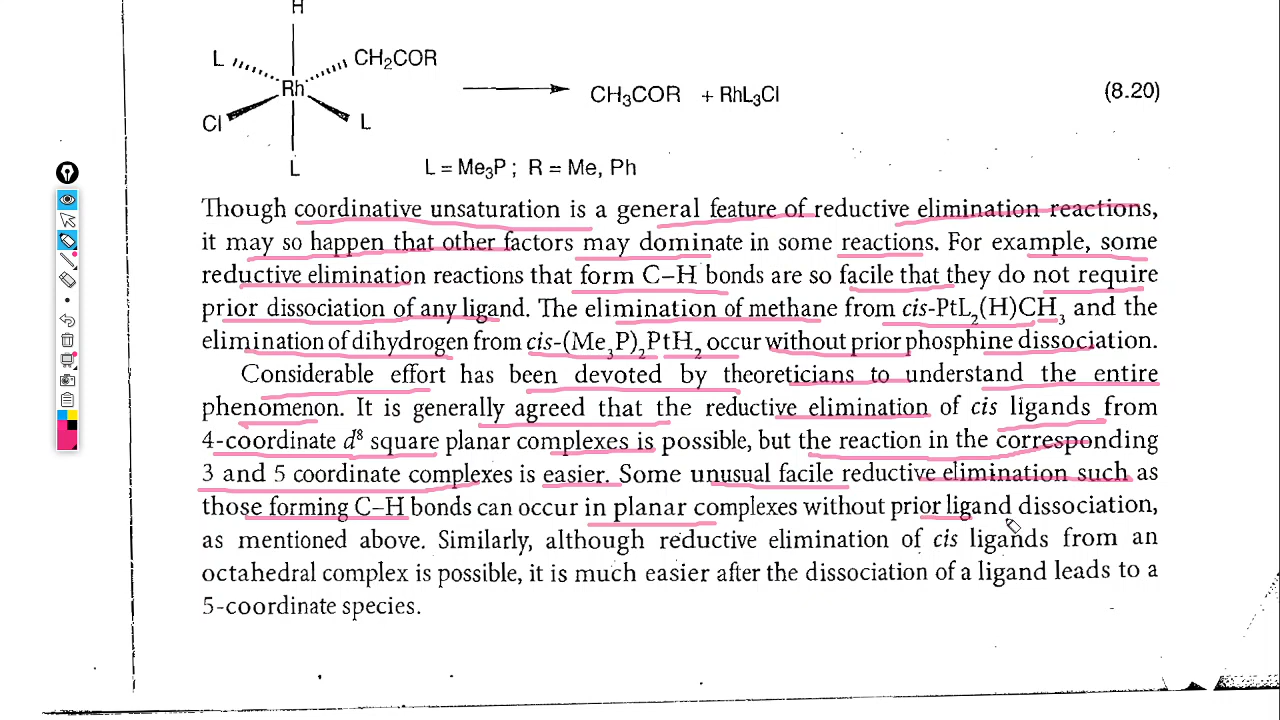 H
L
CH₂COR
Rh
CH₃COR + RhL₃Cl
(8.20)
Cl
L
L
L = Me₃P ; R = Me, Ph
Though coordinative unsaturation is a general feature of reductive elimination reactions,
it may so happen that other factors may dominate in some reactions. For example, some
reductive elimination reactions that form C–H bonds are so facile that they do not require
prior dissociation of any ligand. The elimination of methane from cis-PtL₂(H)CH₃ and the
elimination of dihydrogen from cis-(Me₃P)₂PtH₂ occur without prior phosphine dissociation.
Considerable effort has been devoted by theoreticians to understand the entire
phenomenon. It is generally agreed that the reductive elimination of cis ligands from
4-coordinate d⁸ square planar complexes is possible, but the reaction in the corresponding
3 and 5 coordinate complexes is easier. Some unusual facile reductive elimination such as
those forming C–H bonds can occur in planar complexes without prior ligand dissociation,
as mentioned above. Similarly, although reductive elimination of cis ligands from an
octahedral complex is possible, it is much easier after the dissociation of a ligand leads to a
5-coordinate species.